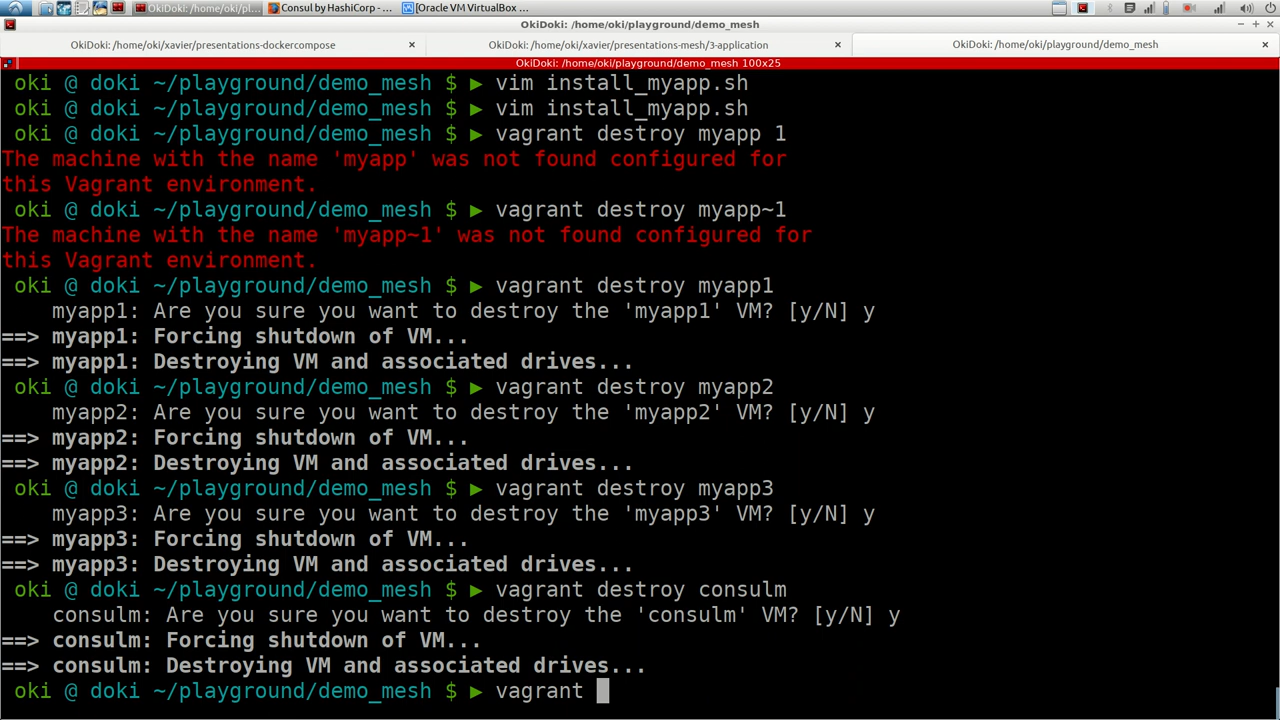 OkiDoki: /home/oki/pl...
Consul by HashiCorp - ...
[Oracle VM VirtualBox ...
OkiDoki: /home/oki/playground/demo_mesh
OkiDoki: /home/oki/xavier/presentations-dockercompose
OkiDoki: /home/oki/xavier/presentations-mesh/3-application
OkiDoki: /home/oki/playground/demo_mesh
OkiDoki: /home/oki/playground/demo_mesh 100x25
oki @ doki ~/playground/demo_mesh $ ► vim install_myapp.sh
oki @ doki ~/playground/demo_mesh $ ► vim install_myapp.sh
oki @ doki ~/playground/demo_mesh $ ► vagrant destroy myapp 1
The machine with the name 'myapp' was not found configured for
this Vagrant environment.
oki @ doki ~/playground/demo_mesh $ ► vagrant destroy myapp~1
The machine with the name 'myapp~1' was not found configured for
this Vagrant environment.
oki @ doki ~/playground/demo_mesh $ ► vagrant destroy myapp1
myapp1: Are you sure you want to destroy the 'myapp1' VM? [y/N] y
==> myapp1: Forcing shutdown of VM...
==> myapp1: Destroying VM and associated drives...
oki @ doki ~/playground/demo_mesh $ ► vagrant destroy myapp2
myapp2: Are you sure you want to destroy the 'myapp2' VM? [y/N] y
==> myapp2: Forcing shutdown of VM...
==> myapp2: Destroying VM and associated drives...
oki @ doki ~/playground/demo_mesh $ ► vagrant destroy myapp3
myapp3: Are you sure you want to destroy the 'myapp3' VM? [y/N] y
==> myapp3: Forcing shutdown of VM...
==> myapp3: Destroying VM and associated drives...
oki @ doki ~/playground/demo_mesh $ ► vagrant destroy consulm
consulm: Are you sure you want to destroy the 'consulm' VM? [y/N] y
==> consulm: Forcing shutdown of VM...
==> consulm: Destroying VM and associated drives...
oki @ doki ~/playground/demo_mesh $ ► vagrant